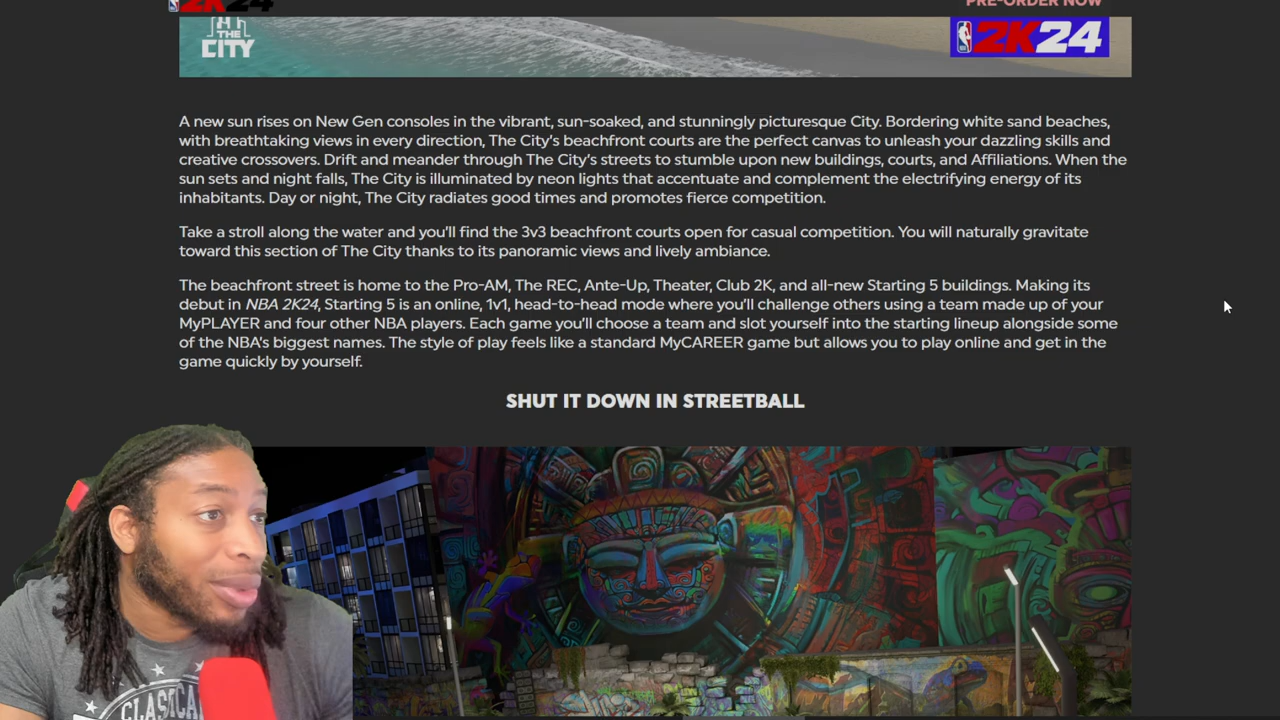 2K24
PRE-ORDER NOW
THE
CITY
2K24
A new sun rises on New Gen consoles in the vibrant, sun-soaked, and stunningly picturesque City. Bordering white sand beaches,
with breathtaking views in every direction, The City's beachfront courts are the perfect canvas to unleash your dazzling skills and
creative crossovers. Drift and meander through The City's streets to stumble upon new buildings, courts, and Affiliations. When the
sun sets and night falls, The City is illuminated by neon lights that accentuate and complement the electrifying energy of its
inhabitants. Day or night, The City radiates good times and promotes fierce competition.
Take a stroll along the water and you'll find the 3v3 beachfront courts open for casual competition. You will naturally gravitate
toward this section of The City thanks to its panoramic views and lively ambiance.
The beachfront street is home to the Pro-AM, The REC, Ante-Up, Theater, Club 2K, and all-new Starting 5 buildings. Making its
debut in NBA 2K24, Starting 5 is an online, 1v1, head-to-head mode where you'll challenge others using a team made up of your
MyPLAYER and four other NBA players. Each game you'll choose a team and slot yourself into the starting lineup alongside some
of the NBA's biggest names. The style of play feels like a standard MyCAREER game but allows you to play online and get in the
game quickly by yourself.
SHUT IT DOWN IN STREETBALL